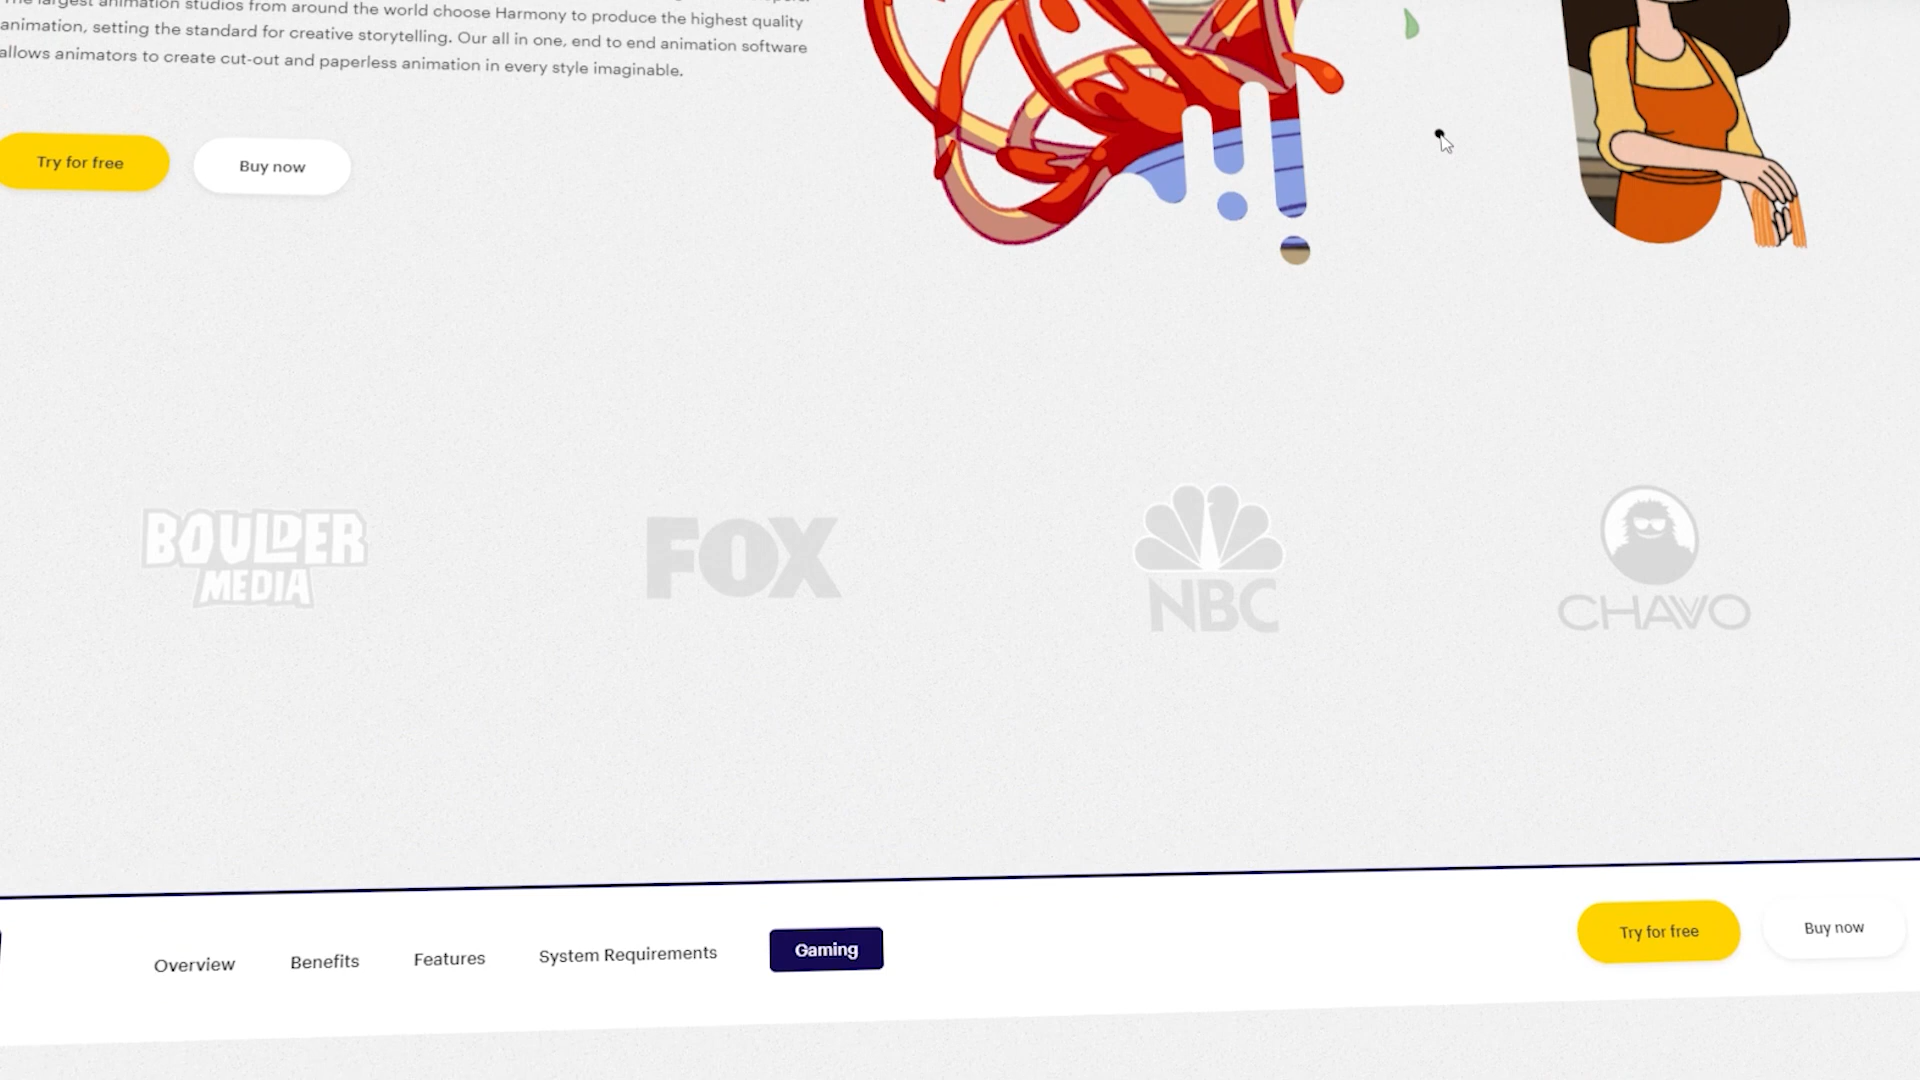 largest animation studios from around the world choose Harmony to produce the highest quality
animation, setting the standard for creative storytelling. Our all in one, end to end animation software
allows animators to create cut-out and paperless animation in every style imaginable.
Try for free
Buy now
BOULDER
MEDIA
FOX
NBC
CHAVO
Overview
Benefits
Features
System Requirements
Gaming
Try for free
Buy now